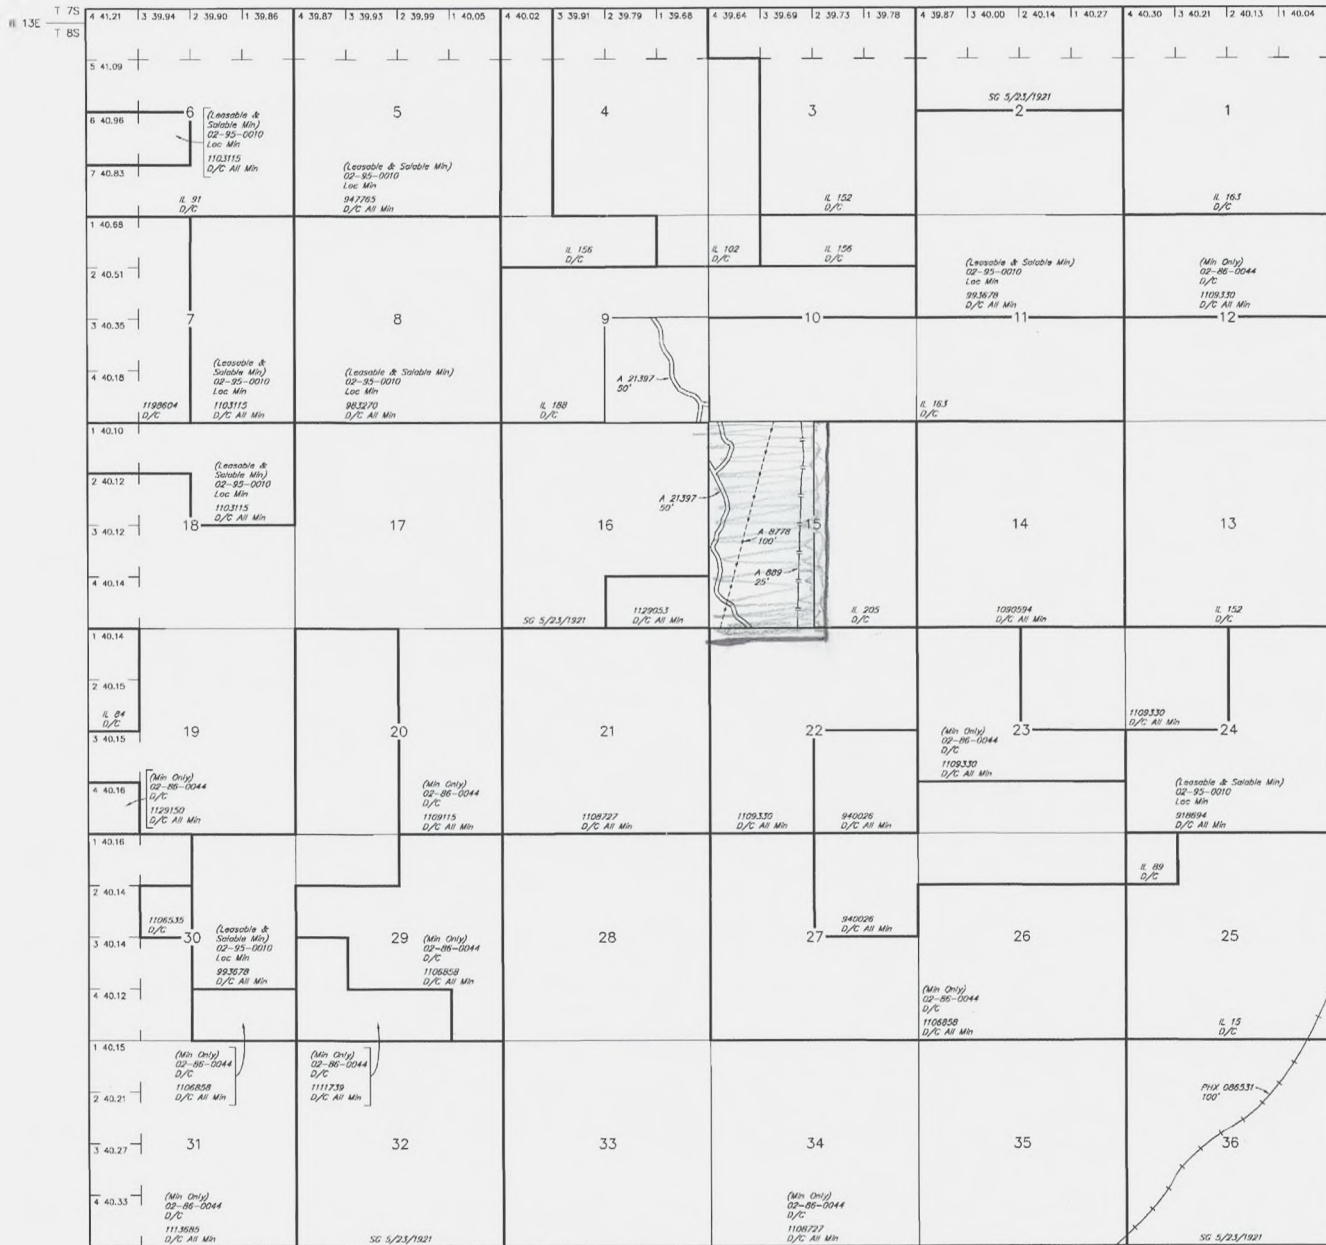 T 7S
R 13E
T 8S
4 41.21 3 39.94 2 39.90 1 39.86 4 39.87 3 39.93 2 39.99 1 40.05 4 40.02 3 39.91 2 39.79 1 39.68 4 39.64 3 39.69 2 39.73 1 39.78 4 39.87 3 40.00 2 40.14 1 40.27 4 40.30 3 40.21 2 40.13 1 40.04
5 41.09
6 40.96
7 40.83
6
(Leasable &
Salable Min)
02-95-0010
Loc Min
1103115
D/C All Min
IL 91
D/C
5
(Leasable & Salable Min)
02-95-0010
Loc Min
947765
D/C All Min
4
3
IL 152
D/C
SG 5/23/1921
2
1
IL 163
D/C
1 40.68
2 40.51
3 40.35
4 40.18
7
1198604
D/C
(Leasable &
Salable Min)
02-95-0010
Loc Min
1103115
D/C All Min
8
(Leasable & Salable Min)
02-95-0010
Loc Min
983270
D/C All Min
IL 156
D/C
9
A 21397
50'
IL 188
D/C
IL 102
D/C
IL 156
D/C
10
(Leasable & Salable Min)
02-95-0010
Loc Min
993678
D/C All Min
11
IL 163
D/C
(Min Only)
02-86-0044
D/C
1109330
D/C All Min
12
1 40.10
2 40.12
3 40.12
4 40.14
(Leasable &
Salable Min)
02-95-0010
Loc Min
1103115
D/C All Min
18
17
16
A 21397
50'
SG 5/23/1921
1129053
D/C All Min
A 8778
100'
15
A 889
25'
IL 205
D/C
14
1090594
D/C All Min
13
IL 152
D/C
1 40.14
2 40.15
IL 84
D/C
3 40.15
4 40.16
19
(Min Only)
02-86-0044
D/C
1129150
D/C All Min
20
(Min Only)
02-86-0044
D/C
1109115
D/C All Min
21
1108727
D/C All Min
22
1109330
D/C All Min
940026
D/C All Min
23
(Min Only)
02-86-0044
D/C
1109330
D/C All Min
1109330
D/C All Min
24
(Leasable & Salable Min)
02-95-0010
Loc Min
918694
D/C All Min
1 40.16
2 40.14
3 40.14
4 40.12
1106535
D/C
30
(Leasable &
Salable Min)
02-95-0010
Loc Min
993678
D/C All Min
29
(Min Only)
02-86-0044
D/C
1106858
D/C All Min
28
27
940026
D/C All Min
26
(Min Only)
02-86-0044
D/C
1106858
D/C All Min
IL 89
D/C
25
IL 15
D/C
1 40.15
2 40.21
3 40.27
4 40.33
(Min Only)
02-86-0044
D/C
1106858
D/C All Min
31
(Min Only)
02-86-0044
D/C
1113685
D/C All Min
(Min Only)
02-86-0044
D/C
1111739
D/C All Min
32
SG 5/23/1921
33
34
(Min Only)
02-86-0044
D/C
1108727
D/C All Min
35
PHX 086531
100'
36
SG 5/23/1921